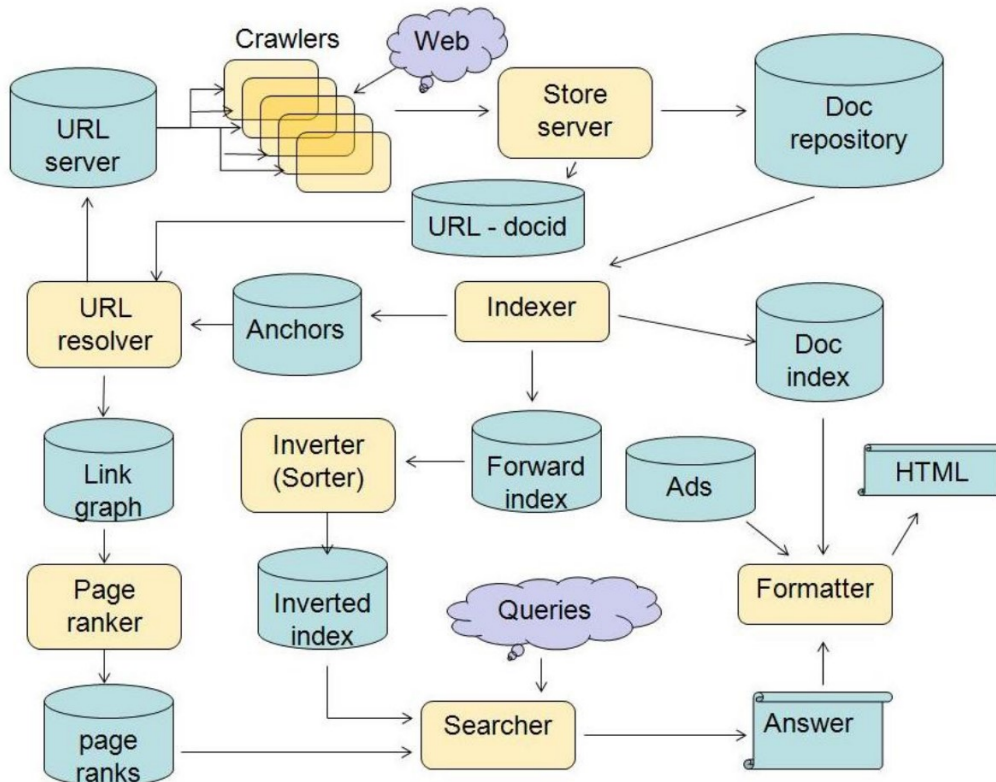 Crawlers
Web
URL
server
Store
server
Doc
repository
URL - docid
URL
resolver
Anchors
Indexer
Doc
index
Link
graph
Inverter
(Sorter)
Forward
index
Ads
HTML
Page
ranker
Inverted
index
Queries
Formatter
page
ranks
Searcher
Answer